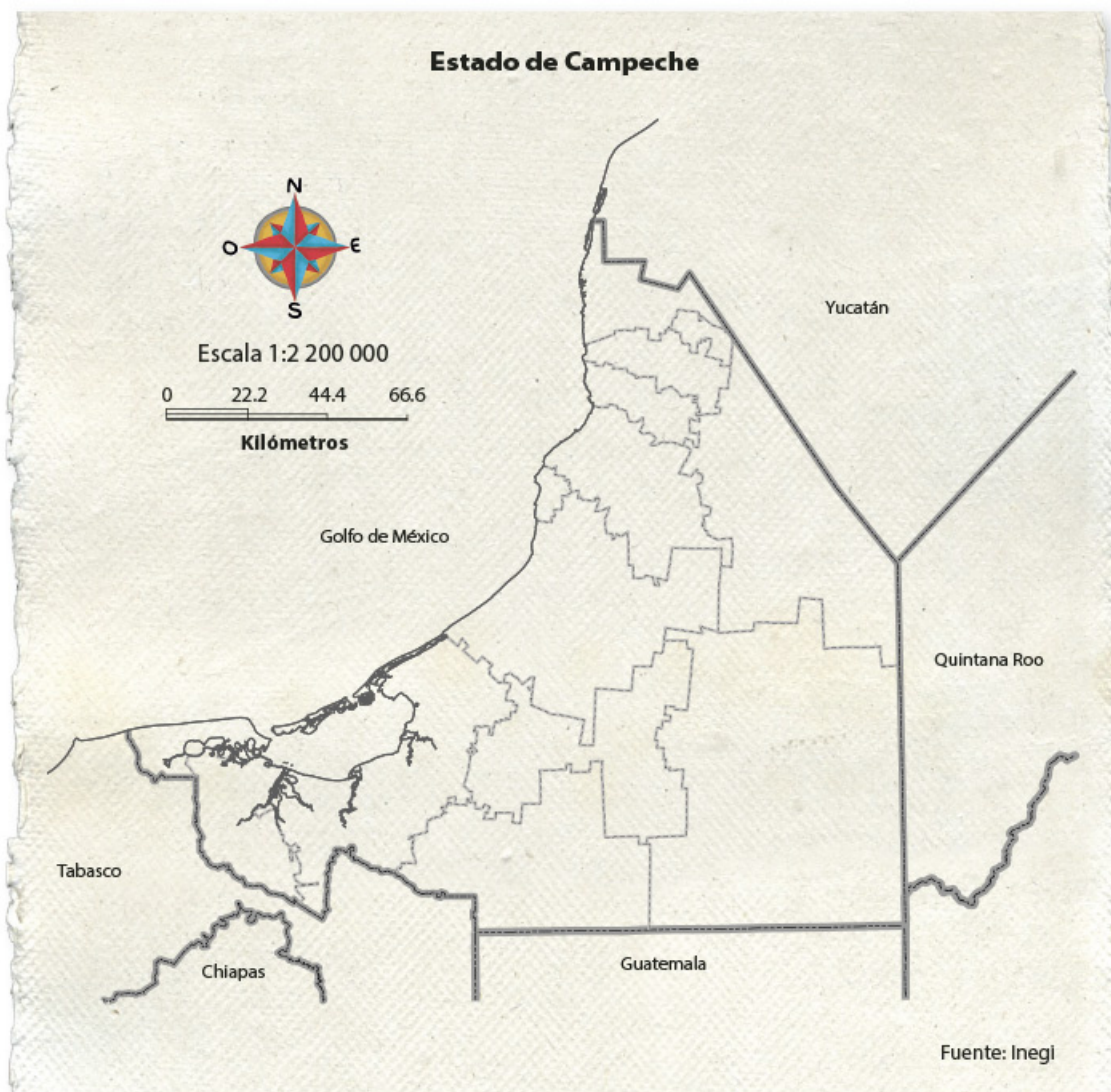 Estado de Campeche
N
O
E
S
Escala 1:2 200 000
0 22.2 44.4 66.6
Kilómetros
Yucatán
Golfo de México
Quintana Roo
Tabasco
Chiapas
Guatemala
Fuente: Inegi